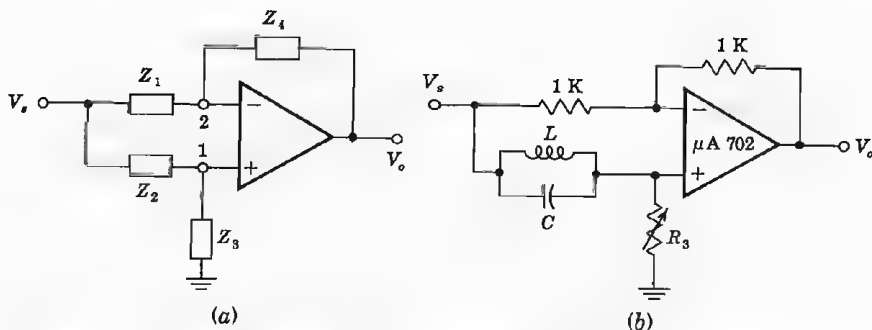 Z₄
Z₁
Vₛ
2
−
1
+
Z₂
Vₒ
Z₃
(a)
1 K
Vₛ
1 K
−
L
μA 702
Vₒ
+
C
R₃
(b)